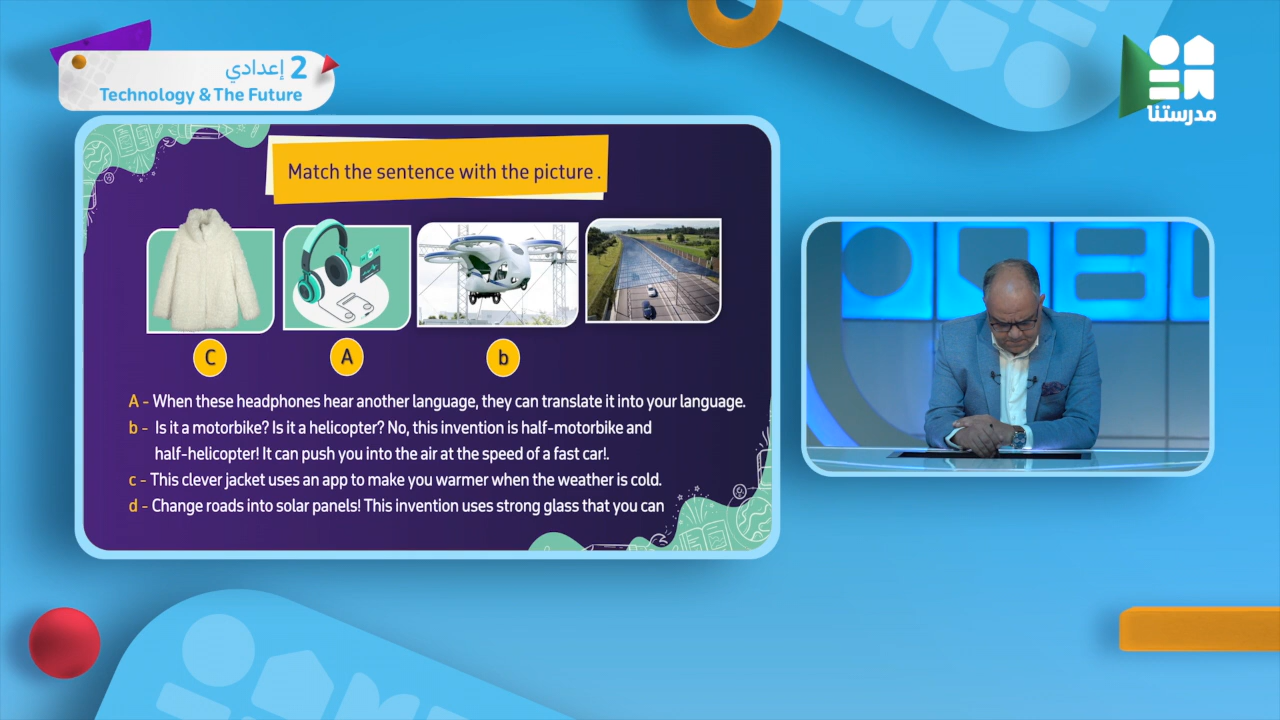 2 إعدادي
Technology & The Future
مدرستنا
Match the sentence with the picture .
C
A
b
A - When these headphones hear another language, they can translate it into your language.
b - Is it a motorbike? Is it a helicopter? No, this invention is half-motorbike and
half-helicopter! It can push you into the air at the speed of a fast car!.
c - This clever jacket uses an app to make you warmer when the weather is cold.
d - Change roads into solar panels! This invention uses strong glass that you can